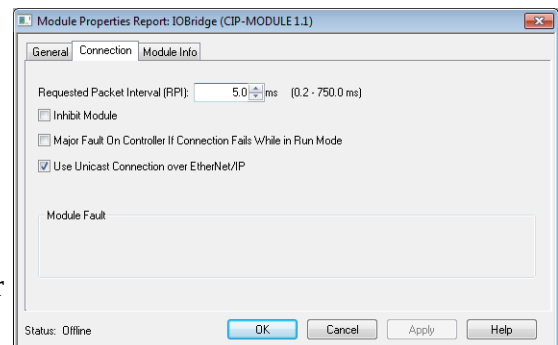 Module Properties Report: IOBridge (CIP-MODULE 1.1)
General Connection Module Info
Requested Packet Interval (RPI): 5.0 ms (0.2 - 750.0 ms)
Inhibit Module
Major Fault On Controller If Connection Fails While in Run Mode
Use Unicast Connection over EtherNet/IP
Module Fault
r
Status: Offline OK Cancel Apply Help